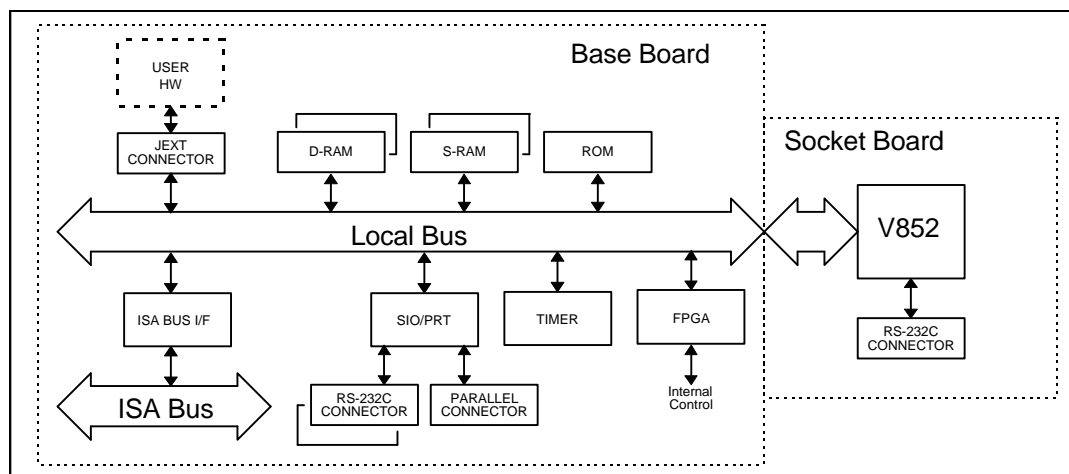 Base Board
USER
HW
JEXT
CONNECTOR
D-RAM
S-RAM
ROM
Socket Board
V852
Local Bus
ISA BUS I/F
SIO/PRT
TIMER
FPGA
RS-232C
CONNECTOR
ISA Bus
RS-232C
CONNECTOR
PARALLEL
CONNECTOR
Internal
Control